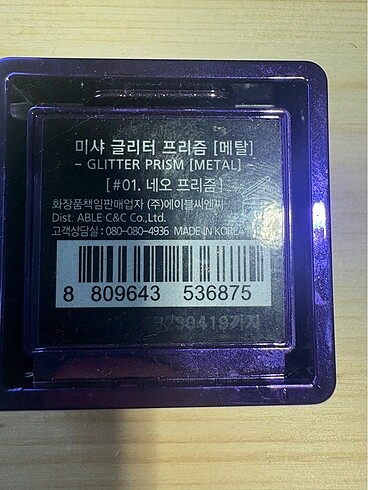 미샤 글리터 프리즘 [메탈]
- GLITTER PRISM [METAL]
[ #01. 네오 프리즘 ]
화장품책임판매업자 (주)에이블씨엔씨
Dist. ABLE C&C Co.,Ltd.
고객상담실 : 080-080-4936 MADE IN KOREA
8 809643 536875